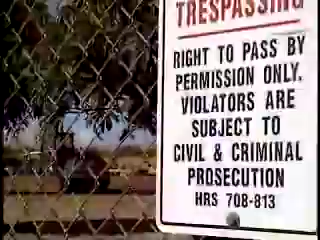 TRESPASSING
RIGHT TO PASS BY
PERMISSION ONLY.
VIOLATORS ARE
SUBJECT TO
CIVIL & CRIMINAL
PROSECUTION
HRS 708-813